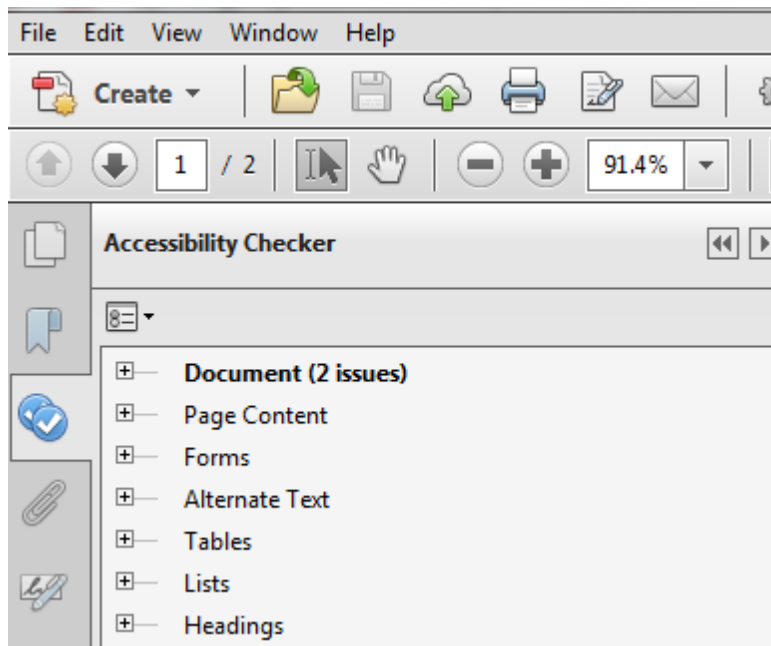 File Edit View Window Help
Create
1 / 2 91.4%
Accessibility Checker
Document (2 issues)
Page Content
Forms
Alternate Text
Tables
Lists
Headings